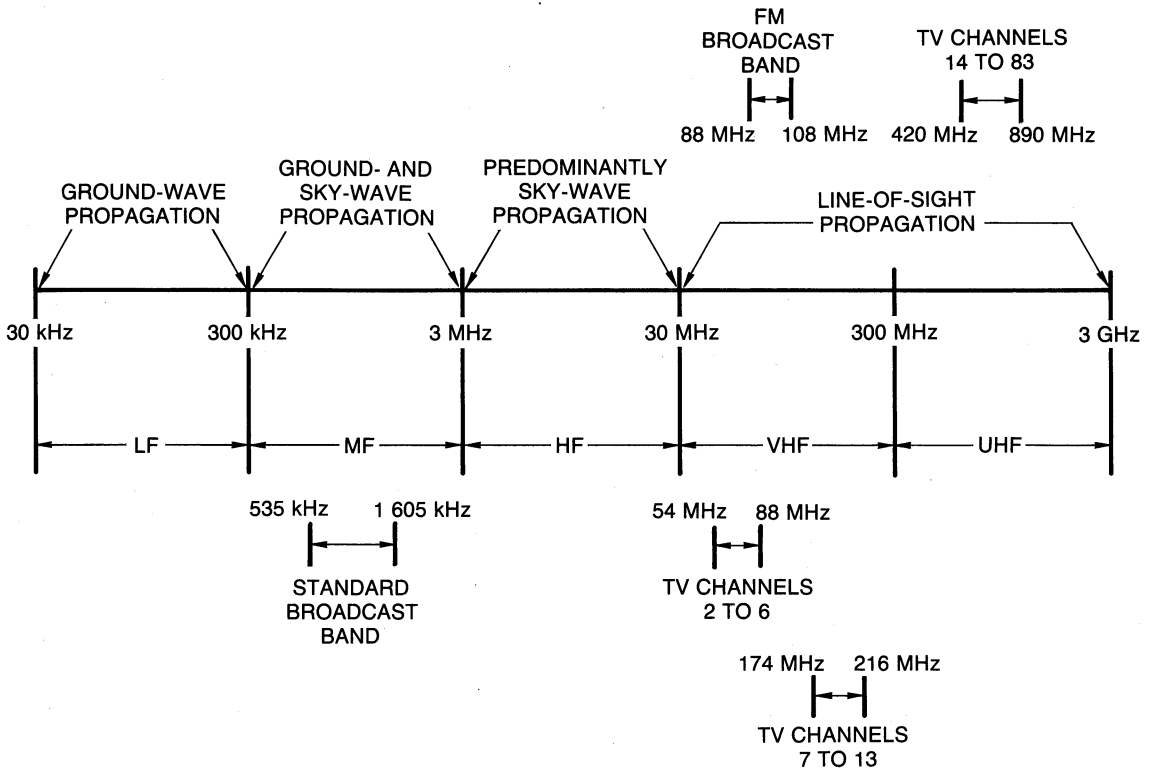 FM
BROADCAST
BAND
TV CHANNELS
14 TO 83
88 MHz
108 MHz
420 MHz
890 MHz
GROUND-WAVE
PROPAGATION
GROUND- AND
SKY-WAVE
PROPAGATION
PREDOMINANTLY
SKY-WAVE
PROPAGATION
LINE-OF-SIGHT
PROPAGATION
30 kHz
300 kHz
3 MHz
30 MHz
300 MHz
3 GHz
LF
MF
HF
VHF
UHF
535 kHz
1 605 kHz
STANDARD
BROADCAST
BAND
54 MHz
88 MHz
TV CHANNELS
2 TO 6
174 MHz
216 MHz
TV CHANNELS
7 TO 13